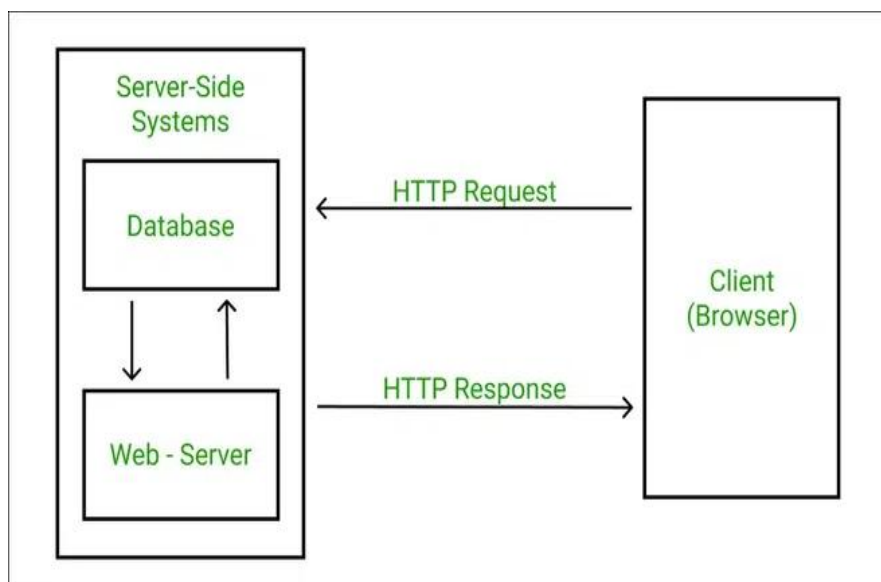 Server-Side
Systems
Database
Web - Server
HTTP Request
HTTP Response
Client
(Browser)